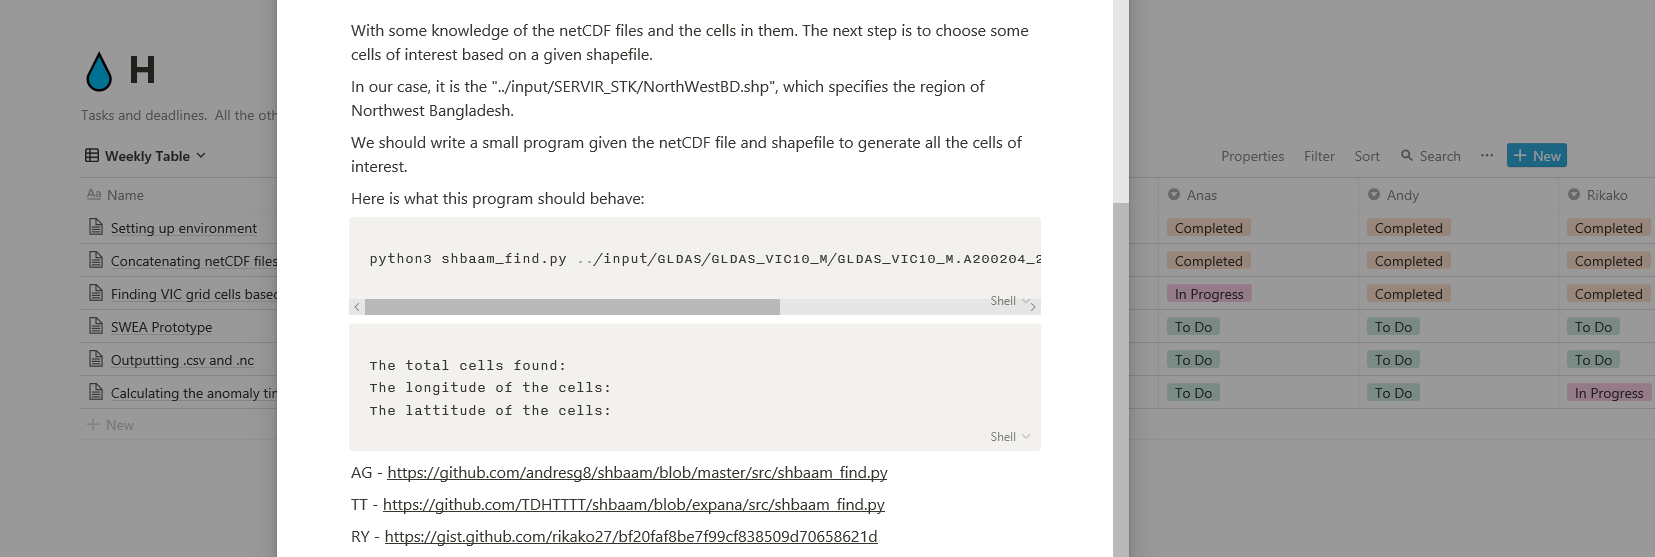 With some knowledge of the netCDF files and the cells in them. The next step is to choose some
cells of interest based on a given shapefile.
In our case, it is the "../input/SERVIR_STK/NorthWestBD.shp", which specifies the region of
Northwest Bangladesh.
We should write a small program given the netCDF file and shapefile to generate all the cells of
interest.
Here is what this program should behave:
python3 shbaam_find.py ../input/GLDAS/GLDAS_VIC10_M/GLDAS_VIC10_M.A200204_2
Shell
The total cells found:
The longitude of the cells:
The lattitude of the cells:
Shell
AG - https://github.com/andresg8/shbaam/blob/master/src/shbaam_find.py
TT - https://github.com/TDHTTTT/shbaam/blob/expana/src/shbaam_find.py
RY - https://gist.github.com/rikako27/bf20faf8be7f99cf838509d70658621d
H
Tasks and deadlines. All the oth
Weekly Table
Properties Filter Sort Search ... + New
Aa Name Anas Andy Rikako
Setting up environment Completed Completed Completed
Concatenating netCDF files Completed Completed Completed
Finding VIC grid cells based In Progress Completed Completed
SWEA Prototype To Do To Do To Do
Outputting .csv and .nc To Do To Do To Do
Calculating the anomaly tim To Do To Do In Progress
+ New